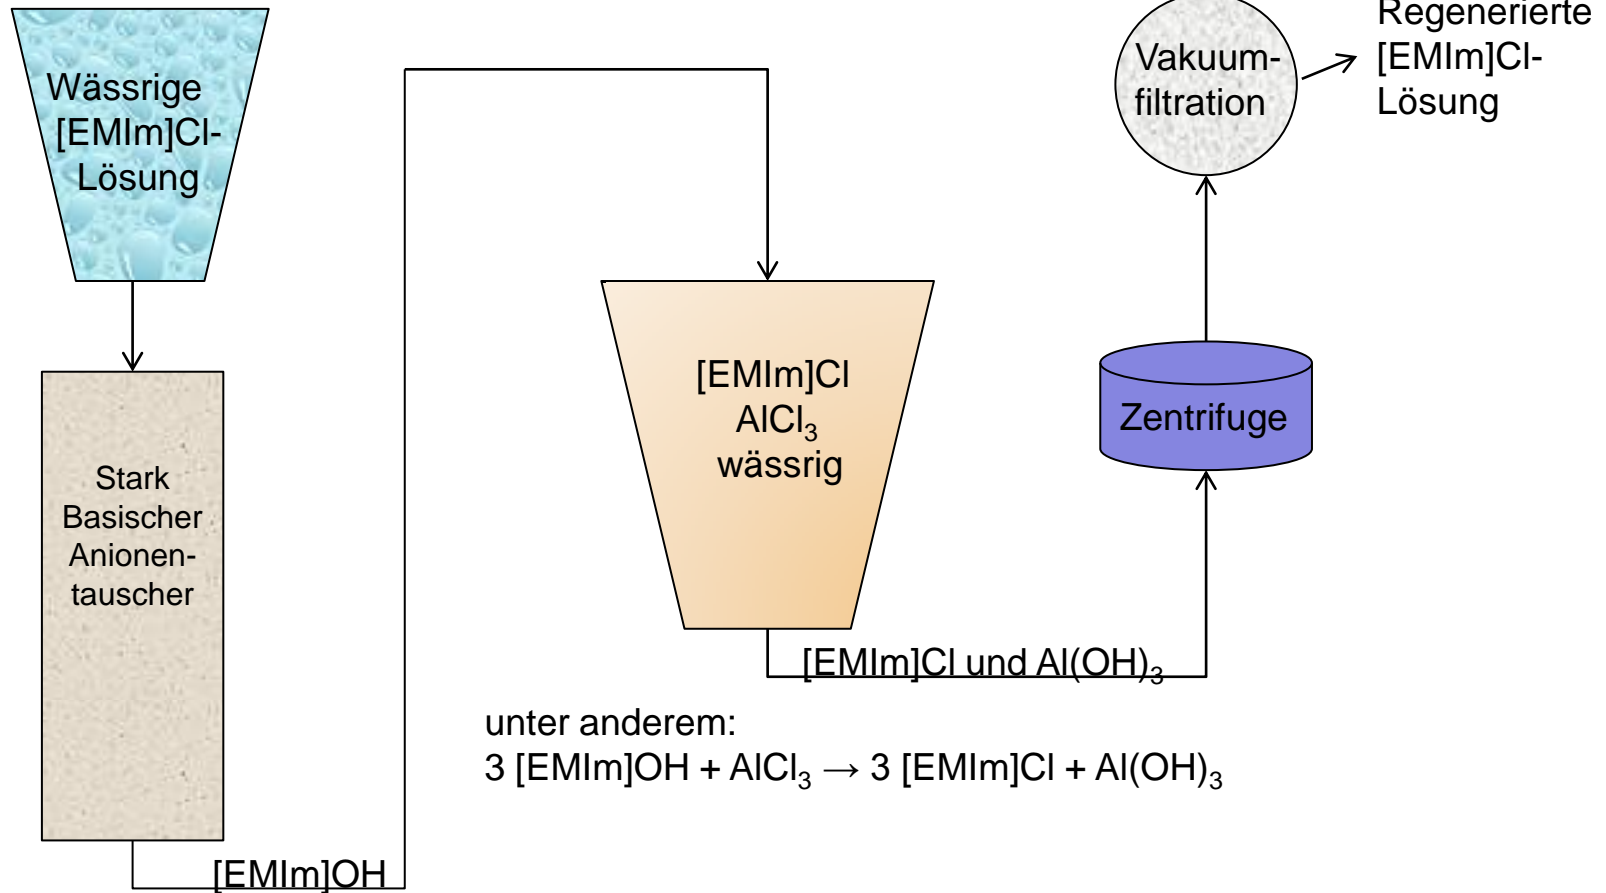 Wässrige
[EMIm]Cl-
Lösung
Stark
Basischer
Anionen-
tauscher
[EMIm]OH
[EMIm]Cl
AlCl₃
wässrig
[EMIm]Cl und Al(OH)₃
unter anderem:
3 [EMIm]OH + AlCl₃ → 3 [EMIm]Cl + Al(OH)₃
Zentrifuge
Vakuum-
filtration
Regenerierte
[EMIm]Cl-
Lösung